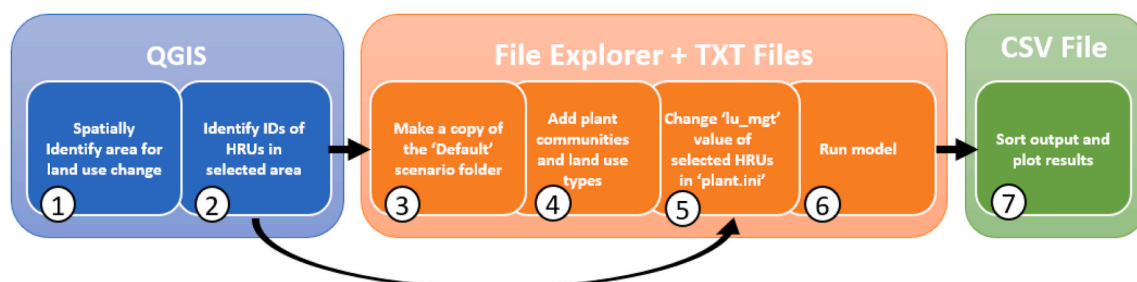 QGIS
Spatially
Identify area for
land use change
1
Identify IDs of
HRUs in
selected area
2
File Explorer + TXT Files
Make a copy of
the ‘Default’
scenario folder
3
Add plant
communities
and land use
types
4
Change ‘lu_mgt’
value of
selected HRUs
in ‘plant.ini’
5
Run model
6
CSV File
Sort output and
plot results
7